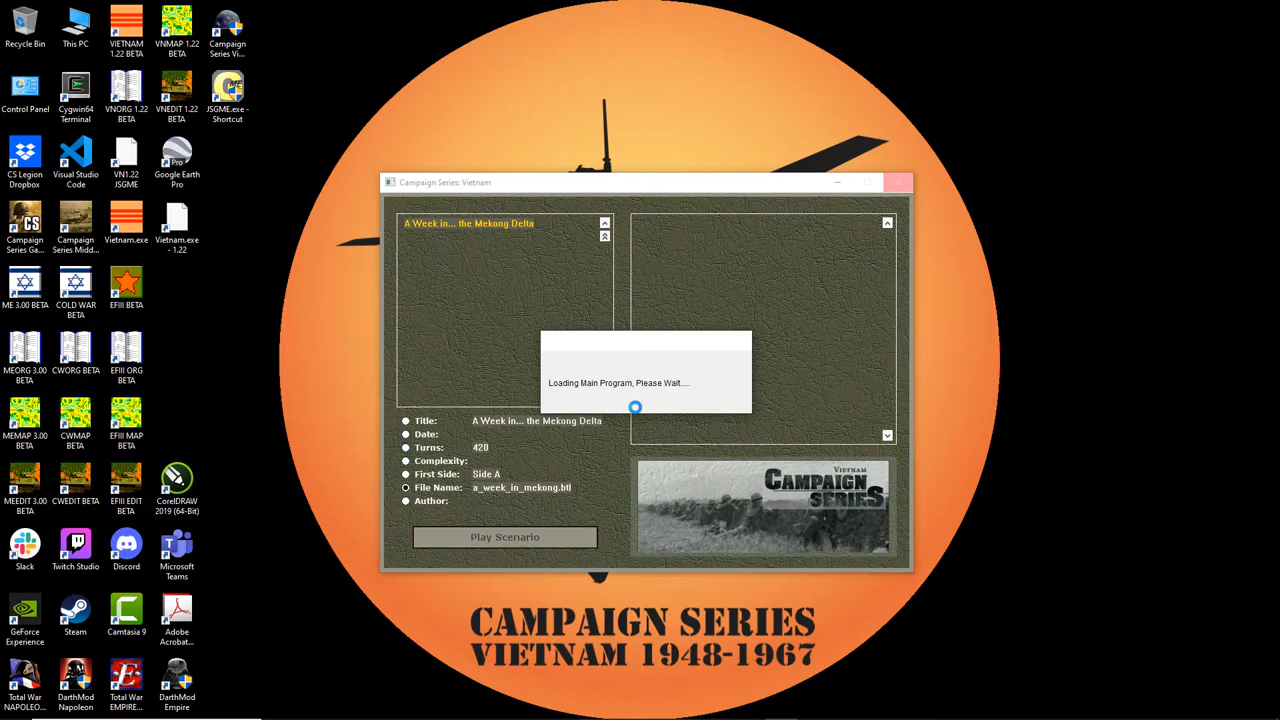 Recycle Bin
This PC
VIETNAM
1.22 BETA
VNMAP 1.22
BETA
Campaign
Series Vi...
Control Panel
Cygwin64
Terminal
VNORG 1.22
BETA
VNEDIT 1.22
BETA
JSGME.exe -
Shortcut
CS Legion
Dropbox
Visual Studio
Code
VN1.22
JSGME
Google Earth
Pro
Campaign
Series Ga...
Campaign
Series Midd...
Vietnam.exe
Vietnam.exe
- 1.22
ME 3.00 BETA
COLD WAR
BETA
EFIII BETA
MEORG 3.00
BETA
CWORG BETA
EFIII ORG
BETA
MEMAP 3.00
BETA
CWMAP
BETA
EFIII MAP
BETA
MEEDIT 3.00
BETA
CWEDIT BETA
EFIII EDIT
BETA
CorelDRAW
2019 (64-Bit)
Slack
Twitch Studio
Discord
Microsoft
Teams
GeForce
Experience
Steam
Camtasia 9
Adobe
Acrobat...
Total War
NAPOLEO...
DarthMod
Napoleon
Total War
EMPIRE...
DarthMod
Empire
Campaign Series: Vietnam
A Week in... the Mekong Delta
Loading Main Program, Please Wait.....
Title: A Week in... the Mekong Delta
Date:
Turns: 420
Complexity:
First Side: Side A
File Name: a_week_in_mekong.btl
Author:
Play Scenario
VIETNAM
CAMPAIGN
SERIES
CAMPAIGN SERIES
VIETNAM 1948-1967